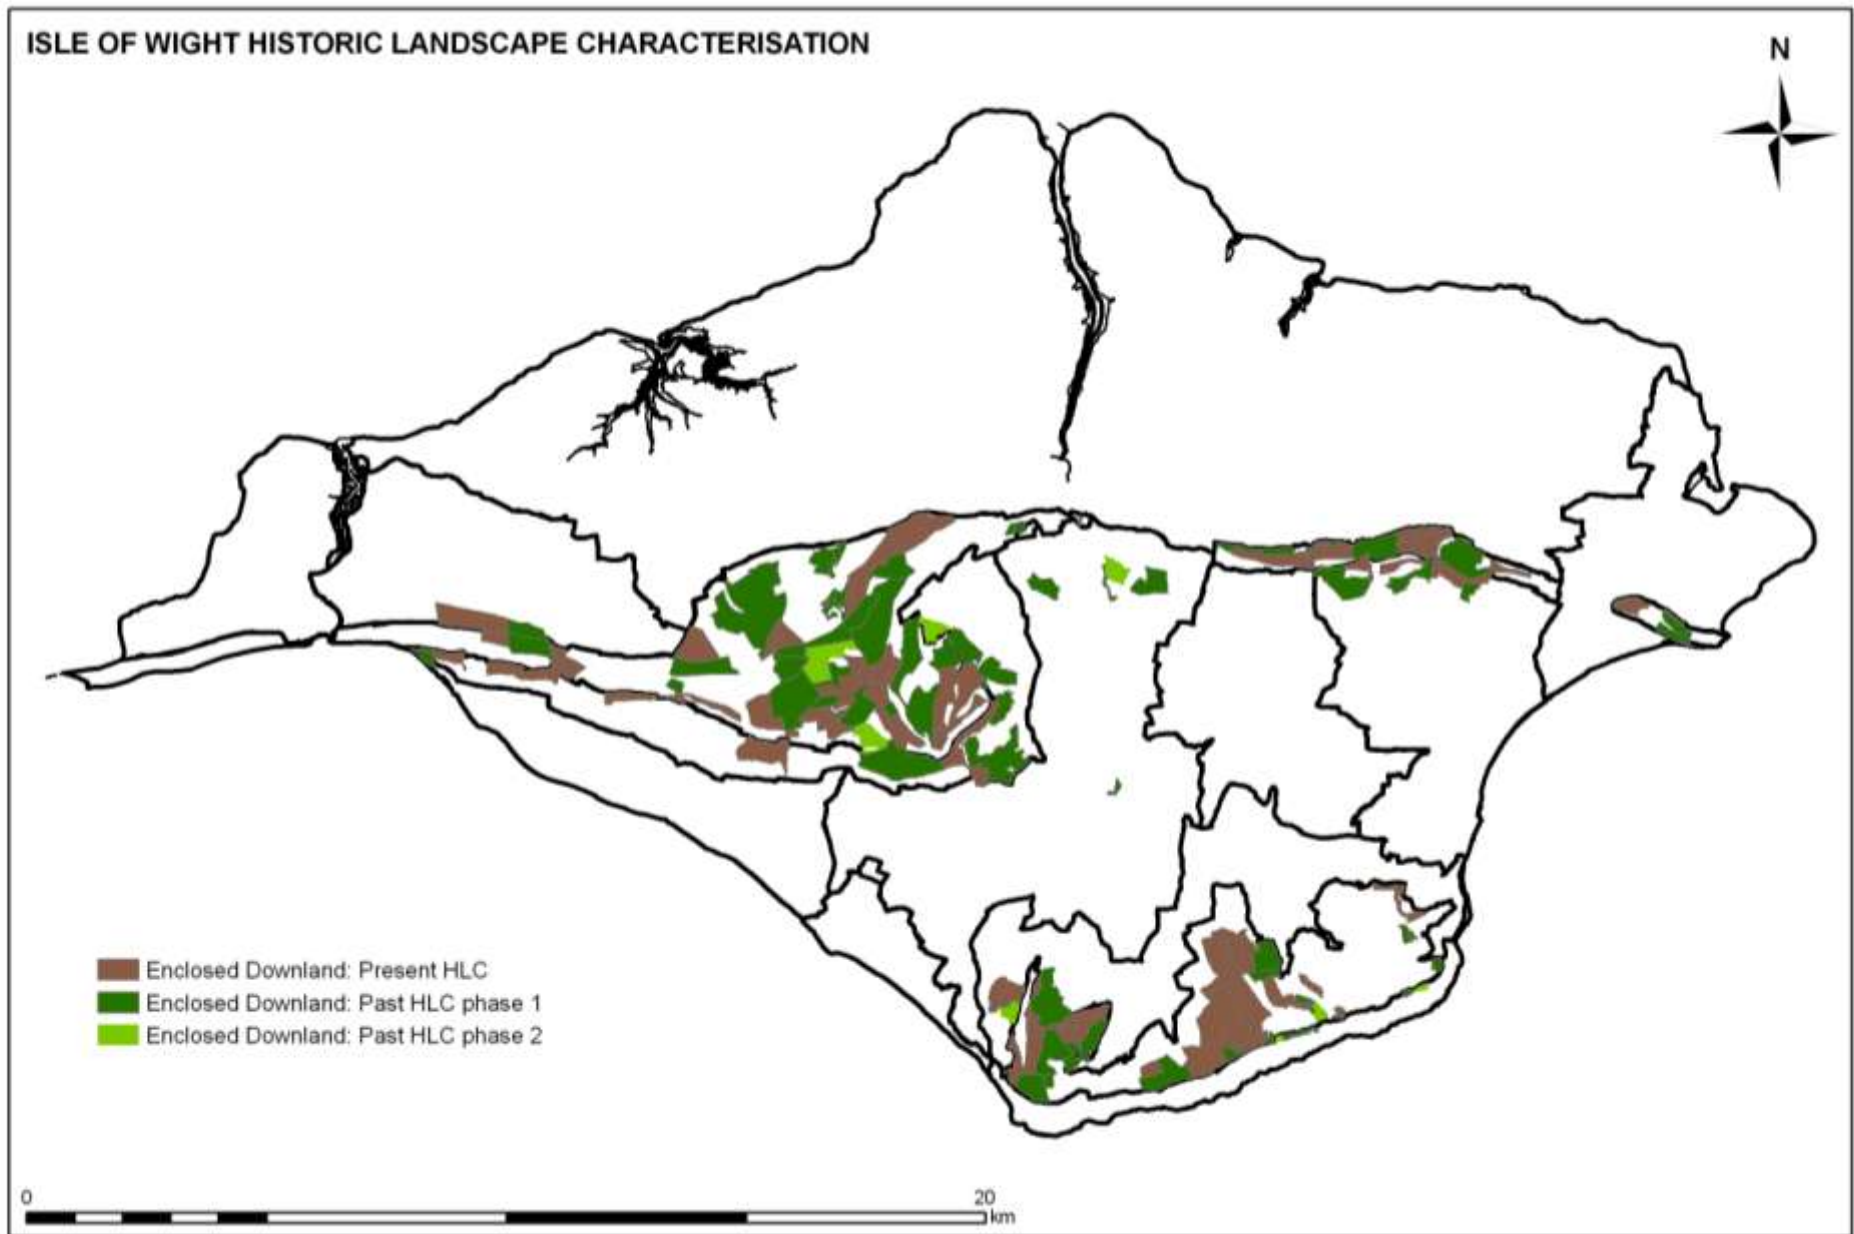 ISLE OF WIGHT HISTORIC LANDSCAPE CHARACTERISATION
N
Enclosed Downland: Present HLC
Enclosed Downland: Past HLC phase 1
Enclosed Downland: Past HLC phase 2
0 20
km